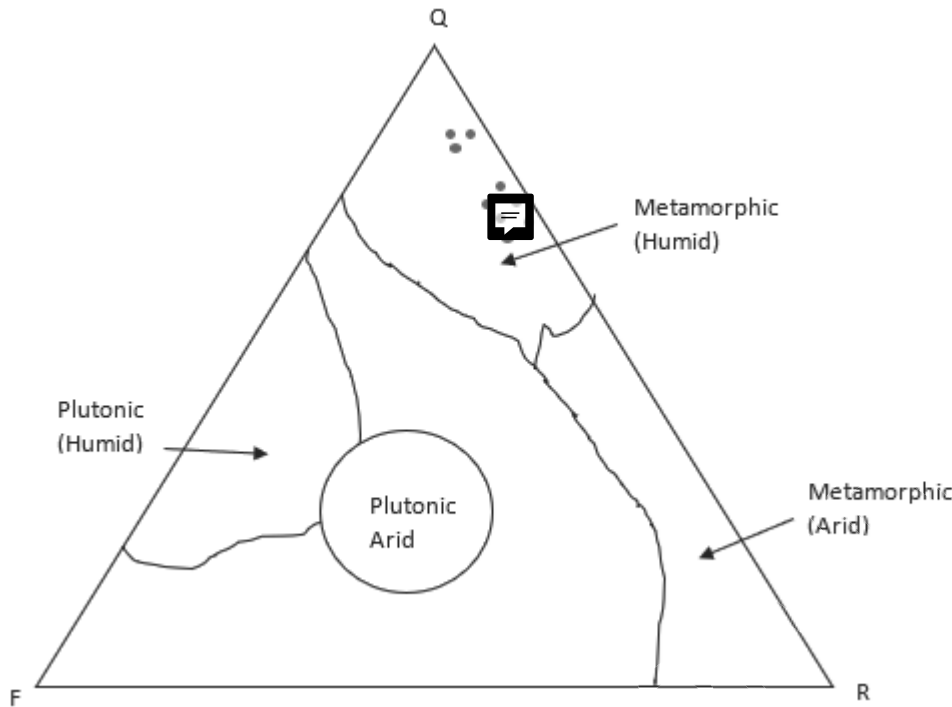 Q
Metamorphic
(Humid)
Plutonic
(Humid)
Plutonic
Arid
Metamorphic
(Arid)
F
R